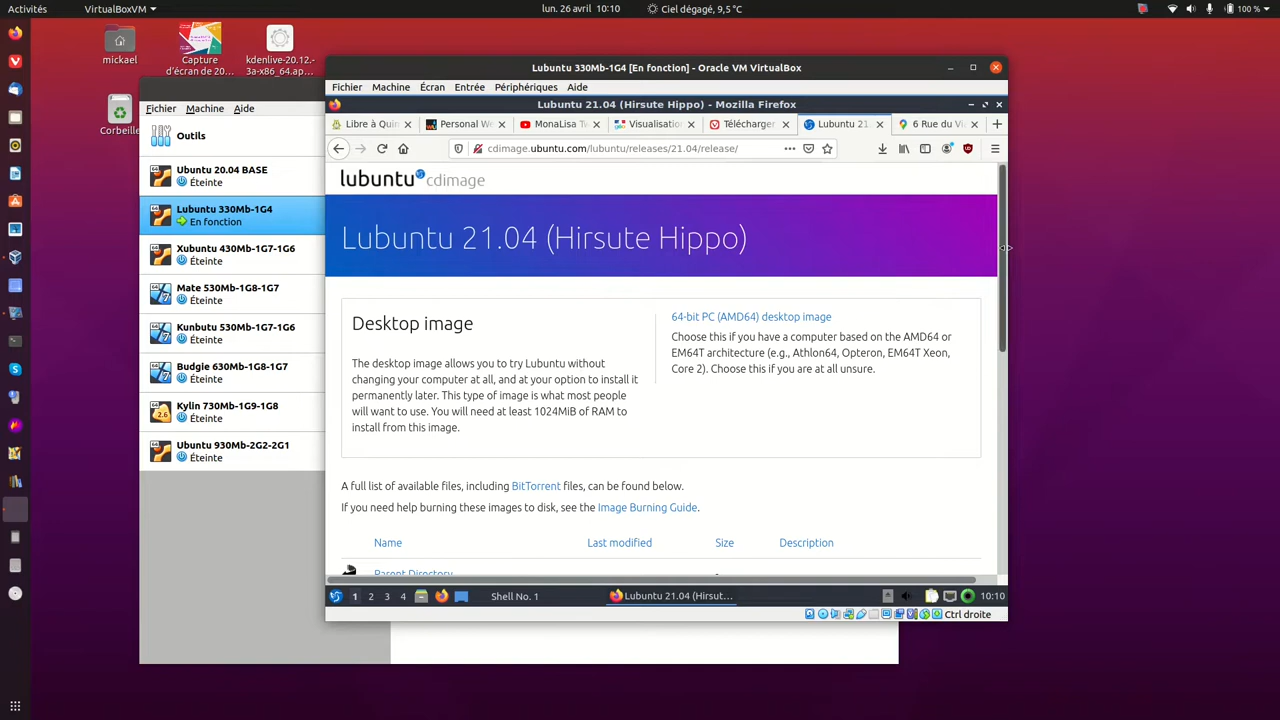 Activités
VirtualBoxVM
lun. 26 avril 10:10
Ciel dégagé, 9,5 °C
100 %
mickael
Capture
d'écran de 20...
kdenlive-20.12.-
3a-x86_64.ap...
Corbeille
Fichier Machine Aide
Outils
Ubuntu 20.04 BASE
Éteinte
Lubuntu 330Mb-1G4
En fonction
Xubuntu 430Mb-1G7-1G6
Éteinte
Mate 530Mb-1G8-1G7
Éteinte
Kunbutu 530Mb-1G7-1G6
Éteinte
Budgie 630Mb-1G8-1G7
Éteinte
Kylin 730Mb-1G9-1G8
Éteinte
Ubuntu 930Mb-2G2-2G1
Éteinte
Lubuntu 330Mb-1G4 [En fonction] - Oracle VM VirtualBox
Fichier Machine Écran Entrée Périphériques Aide
Lubuntu 21.04 (Hirsute Hippo) - Mozilla Firefox
Libre à Quin
Personal We
MonaLisa Tw
Visualisation
Télécharger
Lubuntu 21.
6 Rue du Vi
cdimage.ubuntu.com/lubuntu/releases/21.04/release/
lubuntu cdimage
Lubuntu 21.04 (Hirsute Hippo)
Desktop image
The desktop image allows you to try Lubuntu without
changing your computer at all, and at your option to install it
permanently later. This type of image is what most people
will want to use. You will need at least 1024MiB of RAM to
install from this image.
64-bit PC (AMD64) desktop image
Choose this if you have a computer based on the AMD64 or
EM64T architecture (e.g., Athlon64, Opteron, EM64T Xeon,
Core 2). Choose this if you are at all unsure.
A full list of available files, including BitTorrent files, can be found below.
If you need help burning these images to disk, see the Image Burning Guide.
Name Last modified Size Description
Parent Directory -
1 2 3 4
Shell No. 1
Lubuntu 21.04 (Hirsut...
10:10
Ctrl droite